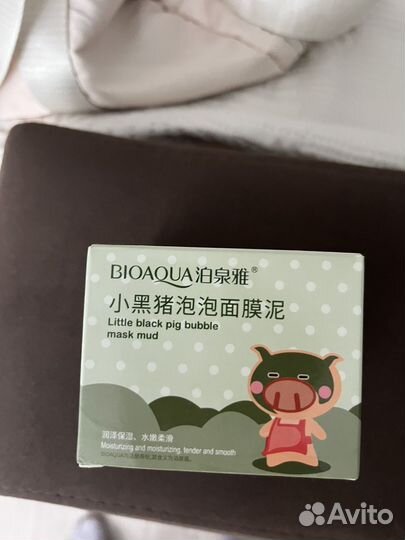 BIOAQUA泊泉雅®
小黑猪泡泡面膜泥
Little black pig bubble
mask mud
润泽保湿、水嫩柔滑
Moisturizing and moisturizing, tender and smooth
Avito